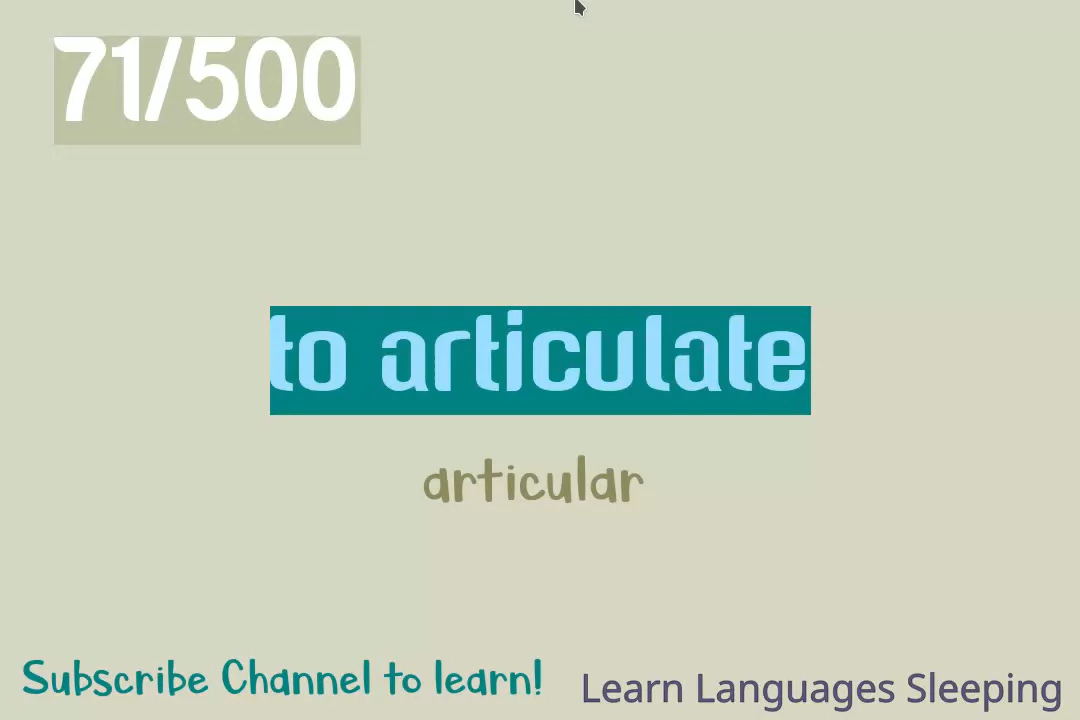 71/500
to articulate
articular
Subscribe Channel to learn!
Learn Languages Sleeping